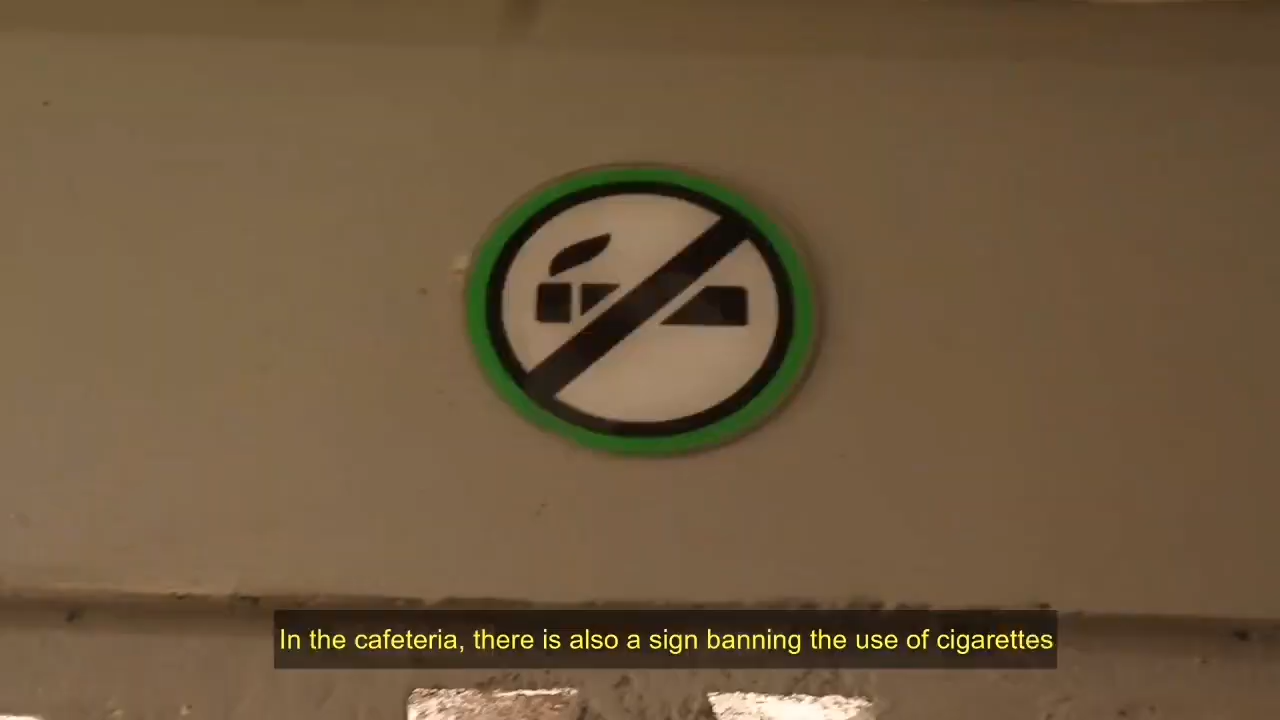 In the cafeteria, there is also a sign banning the use of cigarettes